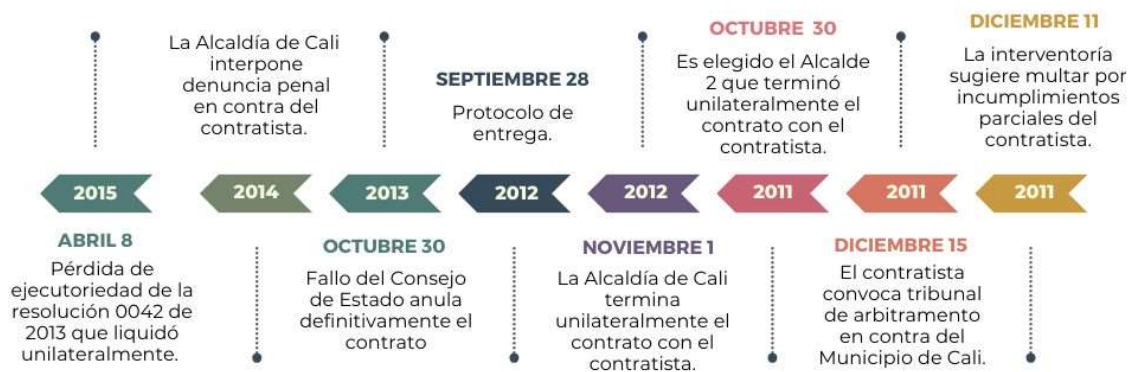 La Alcaldía de Cali
interpone
denuncia penal
en contra del
contratista.
SEPTIEMBRE 28
Protocolo de
entrega.
OCTUBRE 30
Es elegido el Alcalde
2 que terminó
unilateralmente el
contrato con el
contratista.
DICIEMBRE 11
La interventoría
sugiere multar por
incumplimientos
parciales del
contratista.
2015
2014
2013
2012
2012
2011
2011
2011
ABRIL 8
Pérdida de
ejecutoriedad de la
resolución 0042 de
2013 que liquidó
unilateralmente.
OCTUBRE 30
Fallo del Consejo
de Estado anula
definitivamente el
contrato
NOVIEMBRE 1
La Alcaldía de Cali
termina
unilateralmente el
contrato con el
contratista.
DICIEMBRE 15
El contratista
convoca tribunal
de arbitramento
en contra del
Municipio de Cali.